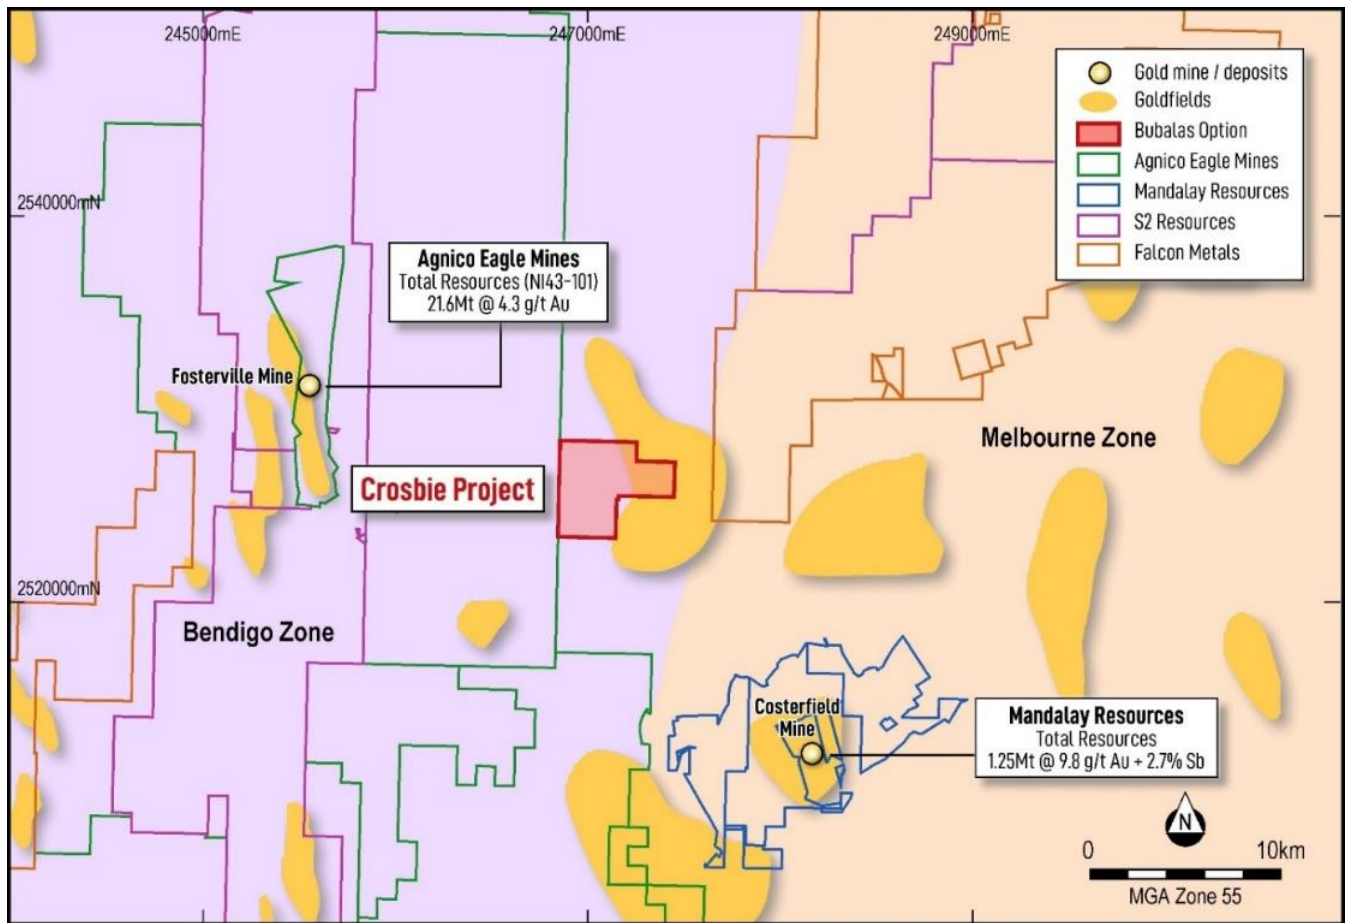 245000mE
247000mE
249000mE
Gold mine / deposits
Goldfields
Bubalas Option
Agnico Eagle Mines
Mandalay Resources
S2 Resources
Falcon Metals
2540000mN
Agnico Eagle Mines
Total Resources (NI43-101)
21.6Mt @ 4.3 g/t Au
Fosterville Mine
Melbourne Zone
Crosbie Project
2520000mN
Bendigo Zone
Costerfield
Mine
Mandalay Resources
Total Resources
1.25Mt @ 9.8 g/t Au + 2.7% Sb
N
0
10km
MGA Zone 55